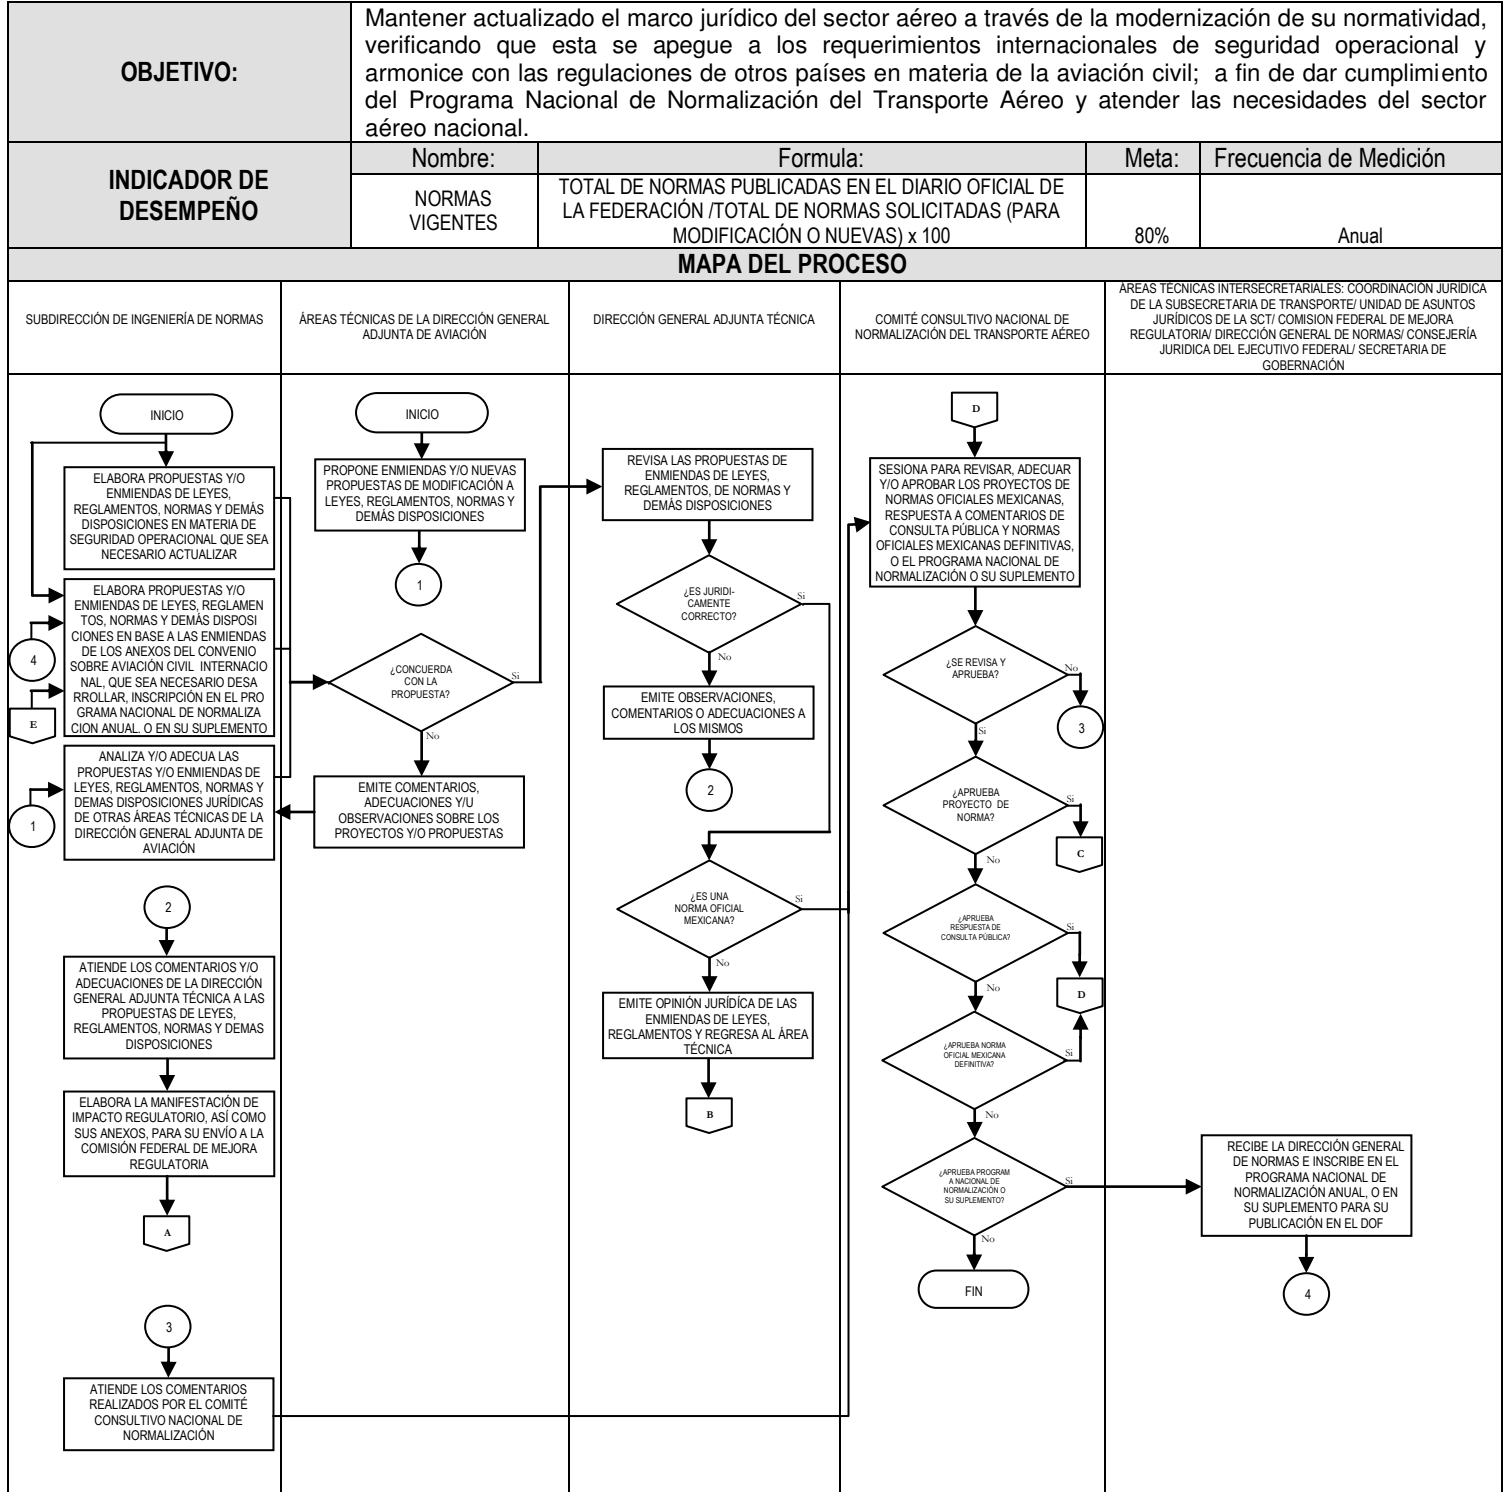 OBJETIVO:
Mantener actualizado el marco jurídico del sector aéreo a través de la modernización de su normatividad,
verificando que esta se apegue a los requerimientos internacionales de seguridad operacional y
armonice con las regulaciones de otros países en materia de la aviación civil; a fin de dar cumplimiento
del Programa Nacional de Normalización del Transporte Aéreo y atender las necesidades del sector
aéreo nacional.
INDICADOR DE
DESEMPEÑO
Nombre:
Formula:
Meta:
Frecuencia de Medición
NORMAS
VIGENTES
TOTAL DE NORMAS PUBLICADAS EN EL DIARIO OFICIAL DE
LA FEDERACIÓN /TOTAL DE NORMAS SOLICITADAS (PARA
MODIFICACIÓN O NUEVAS) x 100
80%
Anual
MAPA DEL PROCESO
SUBDIRECCIÓN DE INGENIERÍA DE NORMAS
ÁREAS TÉCNICAS DE LA DIRECCIÓN GENERAL
ADJUNTA DE AVIACIÓN
DIRECCIÓN GENERAL ADJUNTA TÉCNICA
COMITÉ CONSULTIVO NACIONAL DE
NORMALIZACIÓN DEL TRANSPORTE AÉREO
ÁREAS TÉCNICAS INTERSECRETARIALES: COORDINACIÓN JURÍDICA
DE LA SUBSECRETARIA DE TRANSPORTE/ UNIDAD DE ASUNTOS
JURÍDICOS DE LA SCT/ COMISION FEDERAL DE MEJORA
REGULATORIA/ DIRECCIÓN GENERAL DE NORMAS/ CONSEJERÍA
JURIDICA DEL EJECUTIVO FEDERAL/ SECRETARIA DE
GOBERNACIÓN
INICIO
ELABORA PROPUESTAS Y/O
ENMIENDAS DE LEYES,
REGLAMENTOS, NORMAS Y DEMÁS
DISPOSICIONES EN MATERIA DE
SEGURIDAD OPERACIONAL QUE SEA
NECESARIO ACTUALIZAR
ELABORA PROPUESTAS Y/O
ENMIENDAS DE LEYES, REGLAMEN
TOS, NORMAS Y DEMÁS DISPOSI
CIONES EN BASE A LAS ENMIENDAS
DE LOS ANEXOS DEL CONVENIO
SOBRE AVIACIÓN CIVIL INTERNACIO
NAL, QUE SEA NECESARIO DESA
RROLLAR, INSCRIPCIÓN EN EL PRO
GRAMA NACIONAL DE NORMALIZA
CION ANUAL. O EN SU SUPLEMENTO
4
E
ANALIZA Y/O ADECUA LAS
PROPUESTAS Y/O ENMIENDAS DE
LEYES, REGLAMENTOS, NORMAS Y
DEMAS DISPOSICIONES JURÍDICAS
DE OTRAS ÁREAS TÉCNICAS DE LA
DIRECCIÓN GENERAL ADJUNTA DE
AVIACIÓN
1
2
ATIENDE LOS COMENTARIOS Y/O
ADECUACIONES DE LA DIRECCIÓN
GENERAL ADJUNTA TÉCNICA A LAS
PROPUESTAS DE LEYES,
REGLAMENTOS, NORMAS Y DEMAS
DISPOSICIONES
ELABORA LA MANIFESTACIÓN DE
IMPACTO REGULATORIO, ASÍ COMO
SUS ANEXOS, PARA SU ENVÍO A LA
COMISIÓN FEDERAL DE MEJORA
REGULATORIA
A
3
ATIENDE LOS COMENTARIOS
REALIZADOS POR EL COMITÉ
CONSULTIVO NACIONAL DE
NORMALIZACIÓN
INICIO
PROPONE ENMIENDAS Y/O NUEVAS
PROPUESTAS DE MODIFICACIÓN A
LEYES, REGLAMENTOS, NORMAS Y
DEMÁS DISPOSICIONES
1
¿CONCUERDA
CON LA
PROPUESTA?
Si
No
EMITE COMENTARIOS,
ADECUACIONES Y/U
OBSERVACIONES SOBRE LOS
PROYECTOS Y/O PROPUESTAS
REVISA LAS PROPUESTAS DE
ENMIENDAS DE LEYES,
REGLAMENTOS, DE NORMAS Y
DEMÁS DISPOSICIONES
¿ES JURIDI-
CAMENTE
CORRECTO?
Si
No
EMITE OBSERVACIONES,
COMENTARIOS O ADECUACIONES A
LOS MISMOS
2
¿ES UNA
NORMA OFICIAL
MEXICANA?
Si
No
EMITE OPINIÓN JURÍDÍCA DE LAS
ENMIENDAS DE LEYES,
REGLAMENTOS Y REGRESA AL ÁREA
TÉCNICA
B
D
SESIONA PARA REVISAR, ADECUAR
Y/O APROBAR LOS PROYECTOS DE
NORMAS OFICIALES MEXICANAS,
RESPUESTA A COMENTARIOS DE
CONSULTA PÚBLICA Y NORMAS
OFICIALES MEXICANAS DEFINITIVAS,
O EL PROGRAMA NACIONAL DE
NORMALIZACIÓN O SU SUPLEMENTO
¿SE REVISA Y
APRUEBA?
No
3
Si
¿APRUEBA
PROYECTO DE
NORMA?
Si
C
No
¿APRUEBA
RESPUESTA DE
CONSULTA PÚBLICA?
Si
D
No
¿APRUEBA NORMA
OFICIAL MEXICANA
DEFINITIVA?
Si
No
¿APRUEBA PROGRAM
A NACIONAL DE
NORMALIZACIÓN O
SU SUPLEMENTO?
Si
No
FIN
RECIBE LA DIRECCIÓN GENERAL
DE NORMAS E INSCRIBE EN EL
PROGRAMA NACIONAL DE
NORMALIZACIÓN ANUAL, O EN
SU SUPLEMENTO PARA SU
PUBLICACIÓN EN EL DOF
4